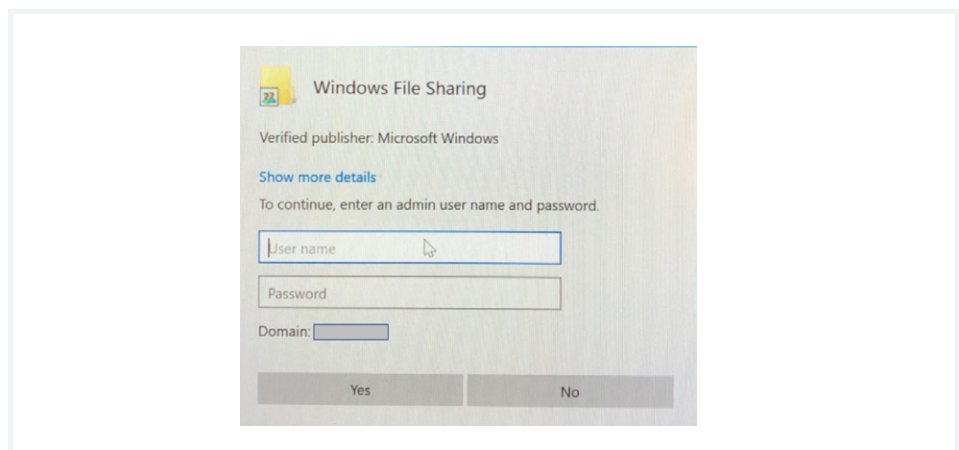 Windows File Sharing
Verified publisher: Microsoft Windows
Show more details
To continue, enter an admin user name and password.
User name
Password
Domain:
Yes
No